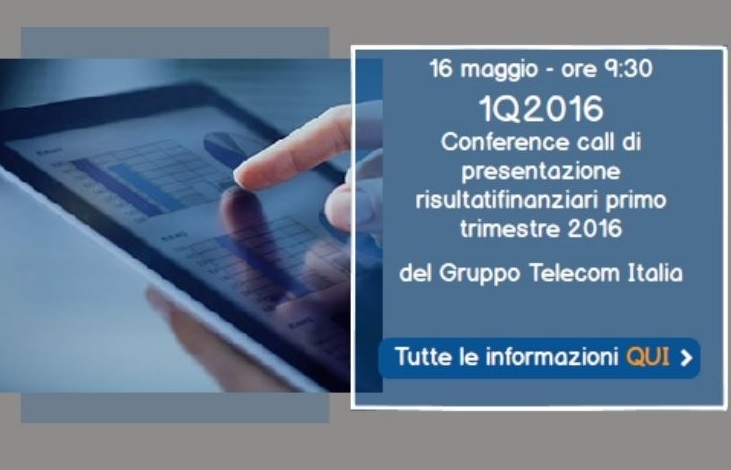 16 maggio - ore 9:30
1Q2016
Conference call di
presentazione
risultatifinanziari primo
trimestre 2016
del Gruppo Telecom Italia
Tutte le informazioni QUI >